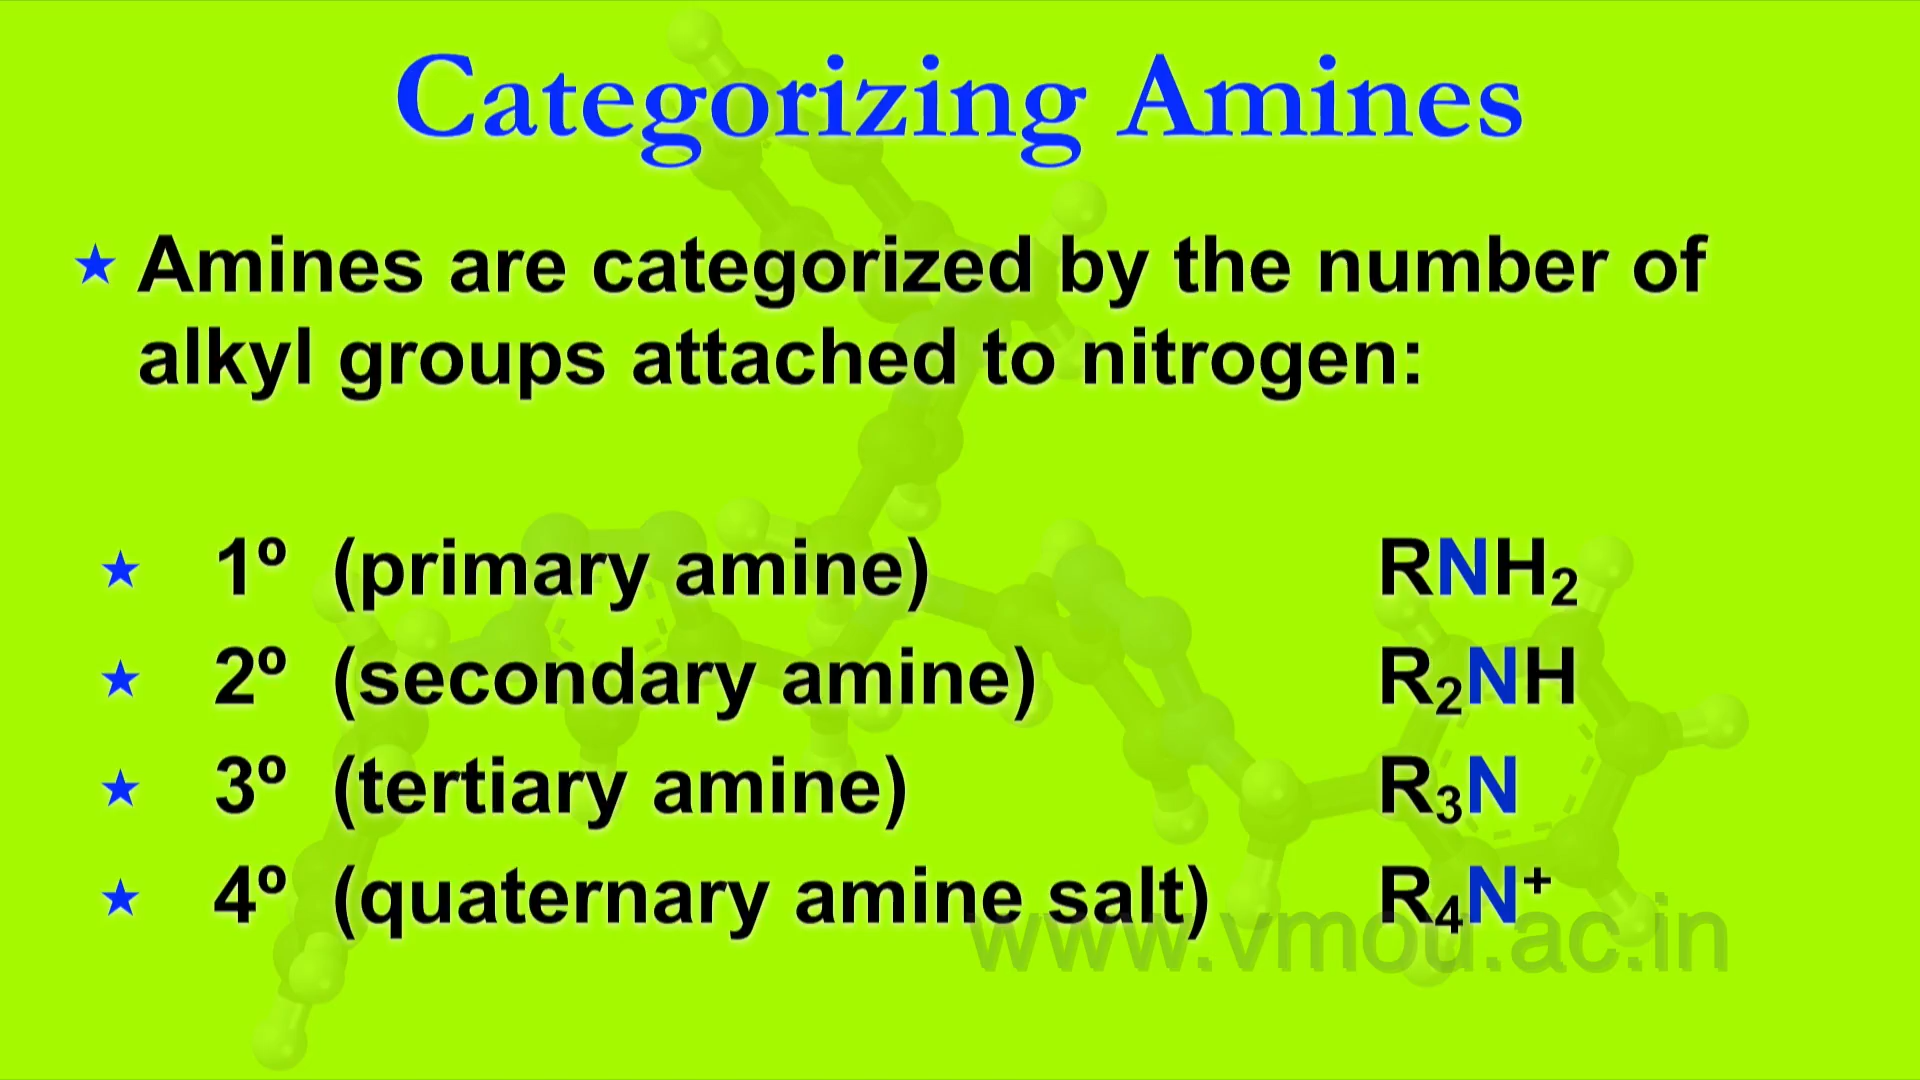 Categorizing Amines
★ Amines are categorized by the number of
alkyl groups attached to nitrogen:
★ 1º (primary amine) RNH₂
★ 2º (secondary amine) R₂NH
★ 3º (tertiary amine) R₃N
★ 4º (quaternary amine salt) R₄N⁺
www.vmou.ac.in